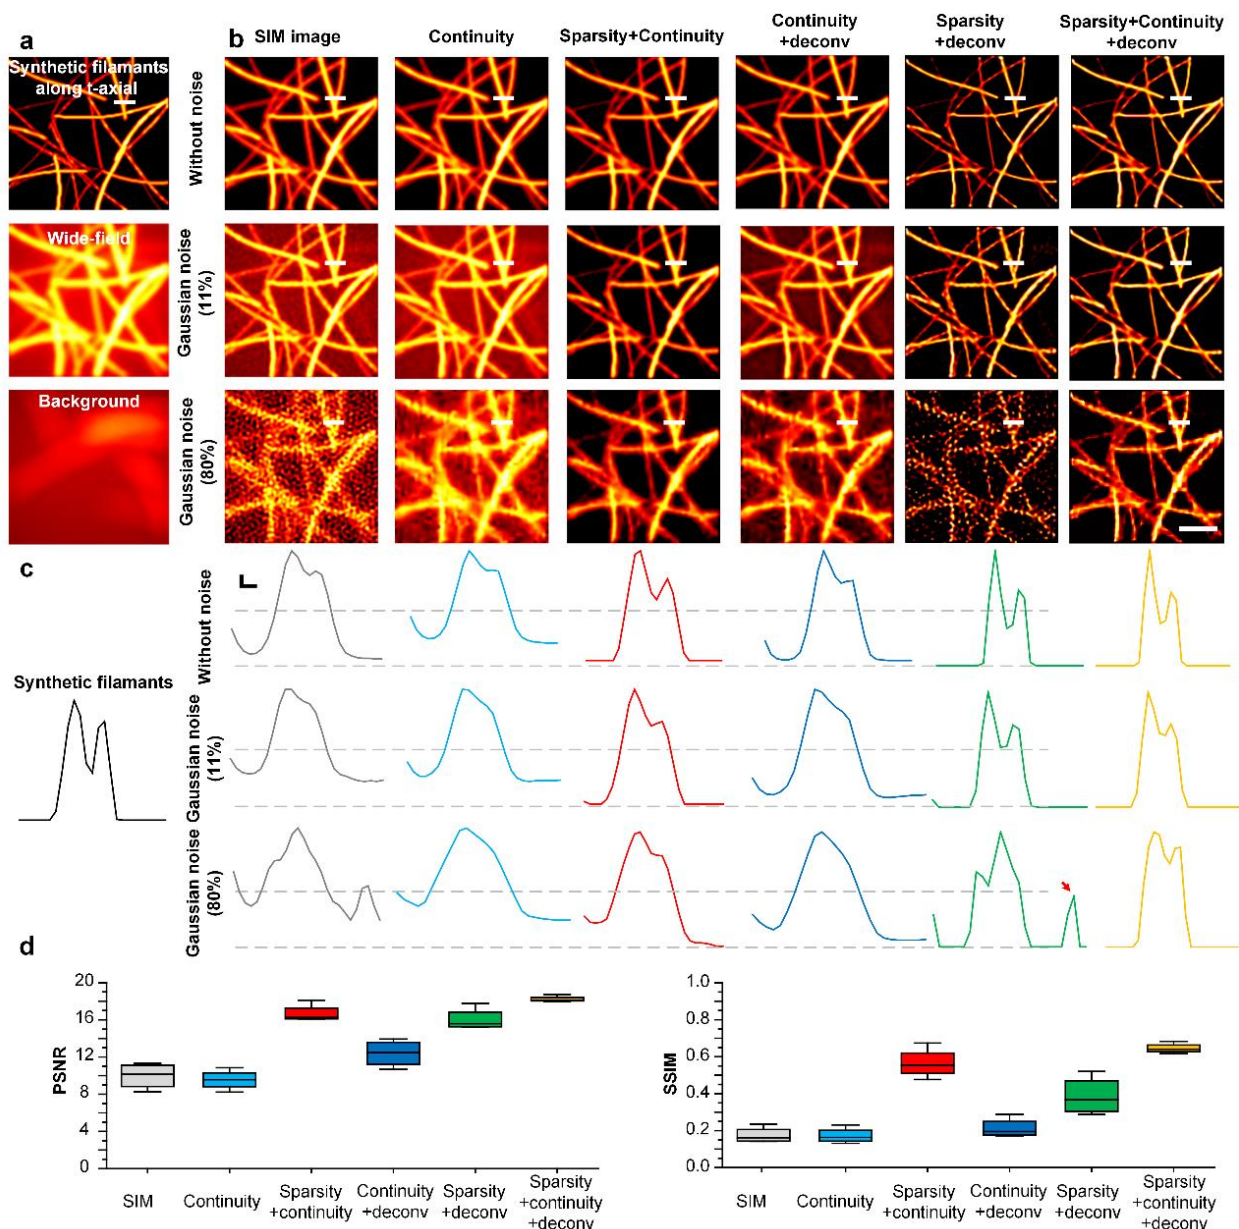 a
Synthetic filaments
along t-axial
Wide-field
Background
b
SIM image
Continuity
Sparsity+Continuity
Continuity
+deconv
Sparsity
+deconv
Sparsity+Continuity
+deconv
Without noise
Gaussian noise
(11%)
Gaussian noise
(80%)
c
Synthetic filaments
Without noise
Gaussian noise
(11%)
Gaussian noise
(80%)
d
PSNR
20
16
12
8
4
0
SIM
Continuity
Sparsity
+continuity
Continuity
+deconv
Sparsity
+deconv
Sparsity
+continuity
+deconv
SSIM
1.0
0.8
0.6
0.4
0.2
0.0
SIM
Continuity
Sparsity
+continuity
Continuity
+deconv
Sparsity
+deconv
Sparsity
+continuity
+deconv